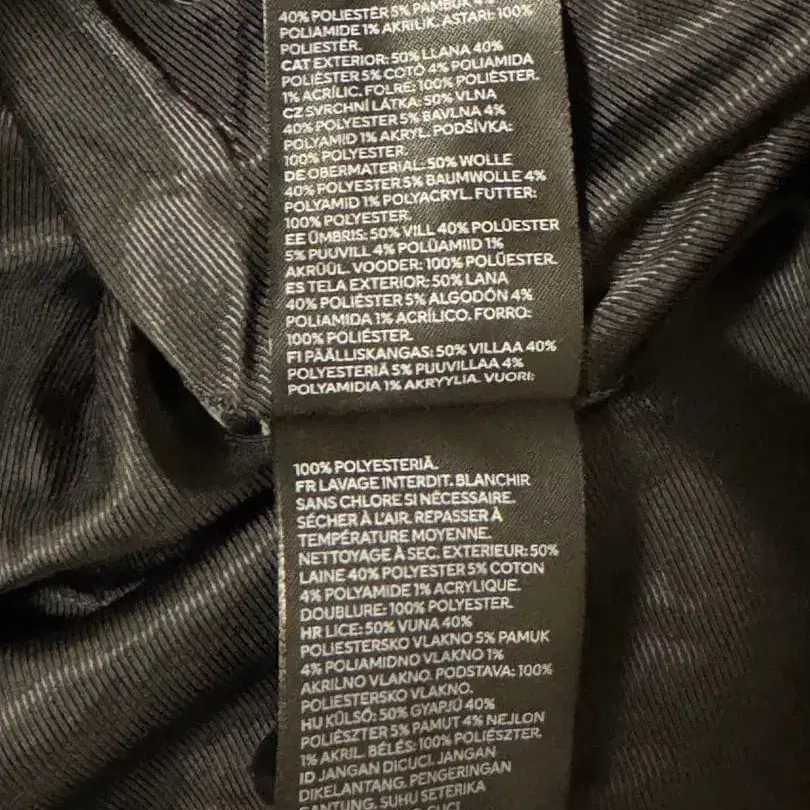 40% POLIESTER 5% PAMBUK 4%
POLIAMIDE 1% AKRILIK. ASTARI: 100%
POLIESTER.
CAT EXTERIOR: 50% LLANA 40%
POLIÈSTER 5% COTÓ 4% POLIAMIDA
1% ACRÍLIC. FOLRE: 100% POLIÈSTER.
CZ SVRCHNÍ LÁTKA: 50% VLNA
40% POLYESTER 5% BAVLNA 4%
POLYAMID 1% AKRYL. PODŠÍVKA:
100% POLYESTER.
DE OBERMATERIAL: 50% WOLLE
40% POLYESTER 5% BAUMWOLLE 4%
POLYAMID 1% POLYACRYL. FUTTER:
100% POLYESTER.
EE ÜMBRIS: 50% VILL 40% POLÜESTER
5% PUUVILL 4% POLÜAMIID 1%
AKRÜÜL. VOODER: 100% POLÜESTER.
ES TELA EXTERIOR: 50% LANA
40% POLIÉSTER 5% ALGODÓN 4%
POLIAMIDA 1% ACRÍLICO. FORRO:
100% POLIÉSTER.
FI PÄÄLLISKANGAS: 50% VILLAA 40%
POLYESTERIÄ 5% PUUVILLAA 4%
POLYAMIDIA 1% AKRYYLIA. VUORI:
100% POLYESTERIÄ.
FR LAVAGE INTERDIT. BLANCHIR
SANS CHLORE SI NÉCESSAIRE.
SÉCHER À L'AIR. REPASSER À
TEMPÉRATURE MOYENNE.
NETTOYAGE À SEC. EXTERIEUR: 50%
LAINE 40% POLYESTER 5% COTON
4% POLYAMIDE 1% ACRYLIQUE.
DOUBLURE: 100% POLYESTER.
HR LICE: 50% VUNA 40%
POLIESTERSKO VLAKNO 5% PAMUK
4% POLIAMIDNO VLAKNO 1%
AKRILNO VLAKNO. PODSTAVA: 100%
POLIESTERSKO VLAKNO.
HU KÜLSŐ: 50% GYAPJÚ 40%
POLIÉSZTER 5% PAMUT 4% NEJLON
1% AKRIL. BÉLÉS: 100% POLIÉSZTER.
ID JANGAN DICUCI. JANGAN
DIKELANTANG. PENGERINGAN
GANTUNG. SUHU SETERIKA